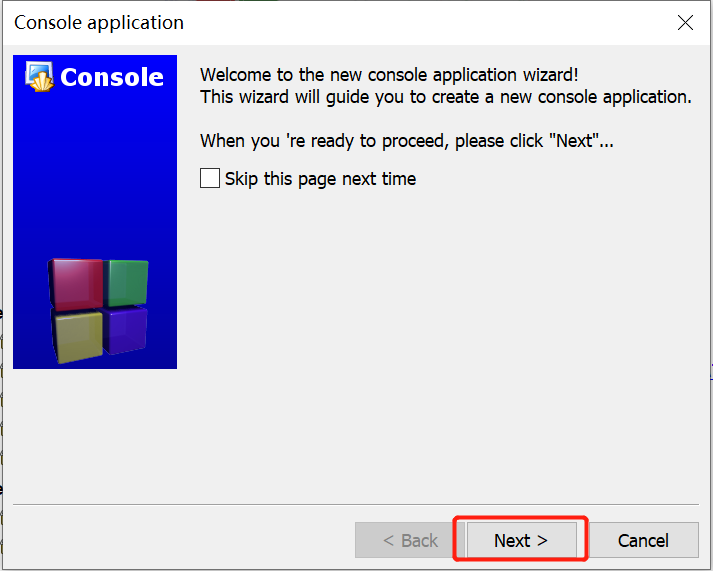 Console application
Console
Welcome to the new console application wizard!
This wizard will guide you to create a new console application.
When you 're ready to proceed, please click "Next"...
Skip this page next time
< Back
Next >
Cancel